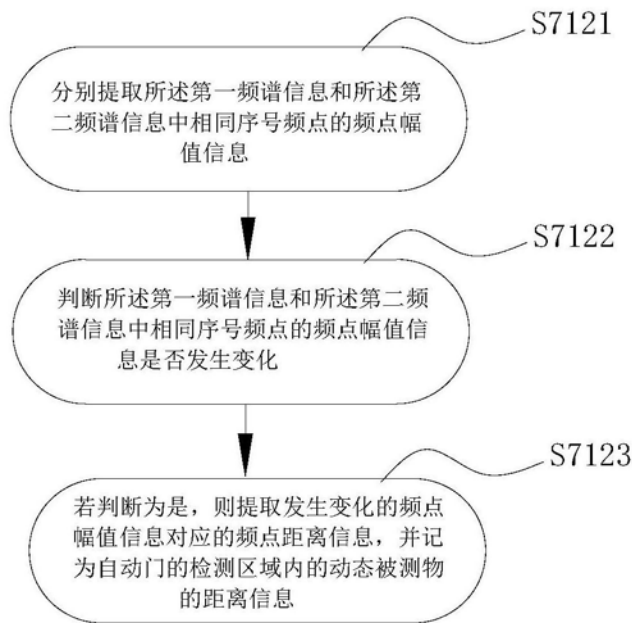 S7121
分别提取所述第一频谱信息和所述第
二频谱信息中相同序号频点的频点幅
值信息
S7122
判断所述第一频谱信息和所述第二频
谱信息中相同序号频点的频点幅值信
息是否发生变化
S7123
若判断为是，则提取发生变化的频点
幅值信息对应的频点距离信息，并记
为自动门的检测区域内的动态被测物
的距离信息